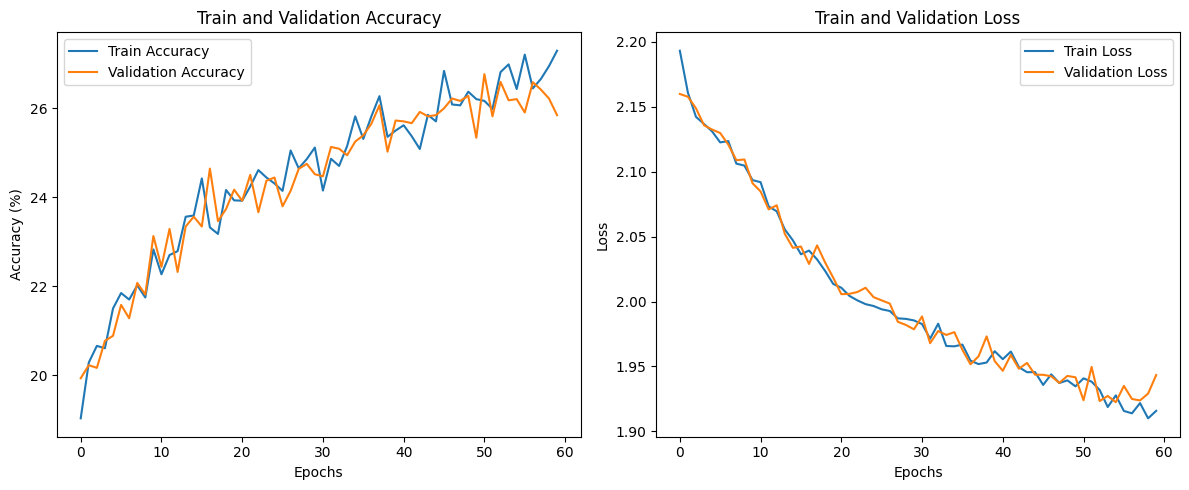 Train and Validation Accuracy
Train Accuracy
Validation Accuracy
26
24
22
20
Accuracy (%)
0 10 20 30 40 50 60
Epochs
Train and Validation Loss
Train Loss
Validation Loss
2.20
2.15
2.10
2.05
2.00
1.95
1.90
Loss
0 10 20 30 40 50 60
Epochs